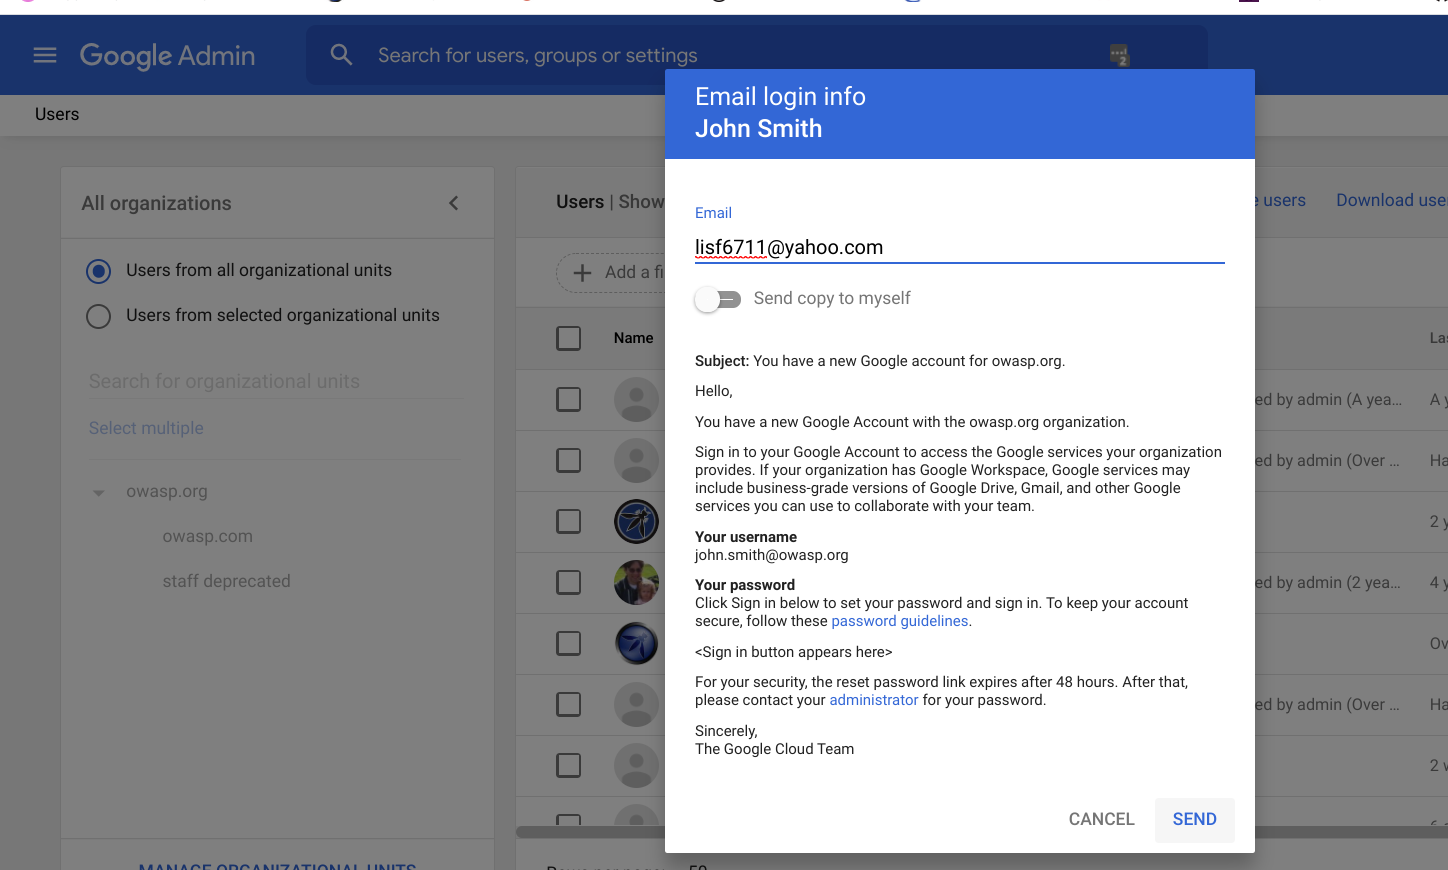 Google Admin
Search for users, groups or settings
2
Users
All organizations
Users from all organizational units
Users from selected organizational units
Search for organizational units
Select multiple
owasp.org
owasp.com
staff deprecated
MANAGE ORGANIZATIONAL UNITS
Users | Show
users
Download
Add a
Name
ed by admin (A yea...
A
ed by admin (Over ...
2
ed by admin (2 yea...
4
ed by admin (Over ...
2
50
Email login info
John Smith
Email
lisf6711@yahoo.com
Send copy to myself
Subject: You have a new Google account for owasp.org.
Hello,
You have a new Google Account with the owasp.org organization.
Sign in to your Google Account to access the Google services your organization
provides. If your organization has Google Workspace, Google services may
include business-grade versions of Google Drive, Gmail, and other Google
services you can use to collaborate with your team.
Your username
john.smith@owasp.org
Your password
Click Sign in below to set your password and sign in. To keep your account
secure, follow these password guidelines.
<Sign in button appears here>
For your security, the reset password link expires after 48 hours. After that,
please contact your administrator for your password.
Sincerely,
The Google Cloud Team
CANCEL
SEND